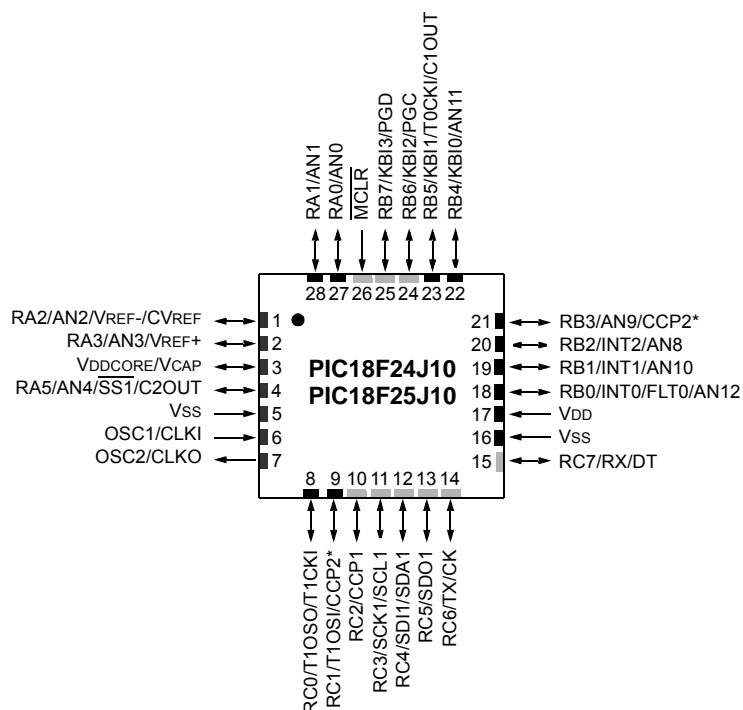 RA1/AN1
RA0/AN0
MCLR
RB7/KBI3/PGD
RB6/KBI2/PGC
RB5/KBI1/T0CKI/C1OUT
RB4/KBI0/AN11
28 27 26 25 24 23 22
RA2/AN2/VREF-/CVREF 1
RA3/AN3/VREF+ 2
VDDCORE/VCAP 3
RA5/AN4/SS1/C2OUT 4
VSS 5
OSC1/CLKI 6
OSC2/CLKO 7
PIC18F24J10
PIC18F25J10
21 RB3/AN9/CCP2*
20 RB2/INT2/AN8
19 RB1/INT1/AN10
18 RB0/INT0/FLT0/AN12
17 VDD
16 VSS
15 RC7/RX/DT
8 9 10 11 12 13 14
RC0/T1OSO/T1CKI
RC1/T1OSI/CCP2*
RC2/CCP1
RC3/SCK1/SCL1
RC4/SDI1/SDA1
RC5/SDO1
RC6/TX/CK